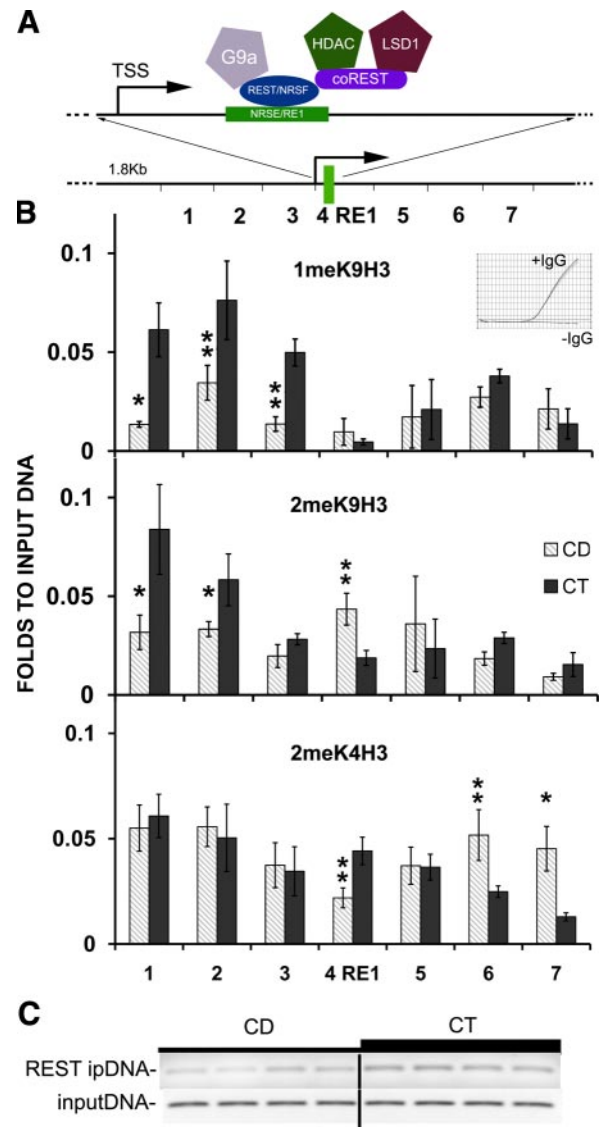 A
G9a
HDAC
LSD1
TSS
REST/NRSF
coREST
NRSE/RE1
1.8Kb
B
1 2 3 4 RE1 5 6 7
0.1
1meK9H3
+IgG
-IgG
0.05
* ** **
0
0.1
2meK9H3
CD
CT
0.05
* * **
0
FOLDS TO INPUT DNA
0.1
2meK4H3
0.05
** ** *
0
1 2 3 4 RE1 5 6 7
C
CD CT
REST ipDNA-
inputDNA-